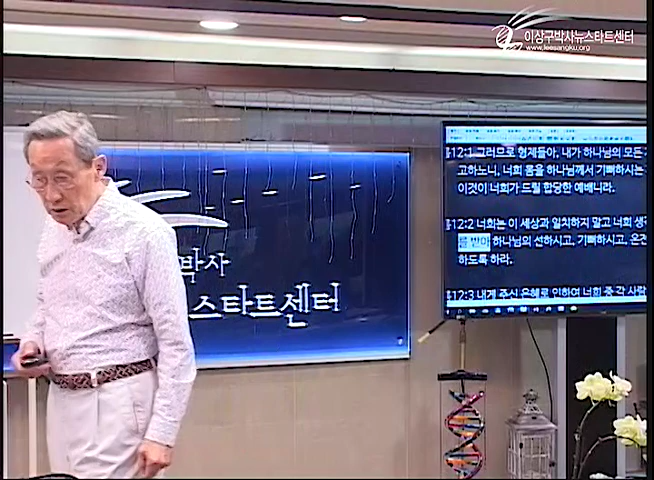 이상구박사뉴스타트센터
www.leesangku.org
12:1 그러므로 형제들아, 내가 하나님의 모든
고하노니, 너희 몸을 하나님께서 기뻐하시는
이것이 너희가 드릴 합당한 예배니라.
12:2 너희는 이 세상과 일치하지 말고 너희 생각
를 받아 하나님의 선하시고, 기뻐하시고, 온전
하도록 하라.
12:3 내게 주신 은혜로 인하여 너희 중 각 사람
박사
스타트센터